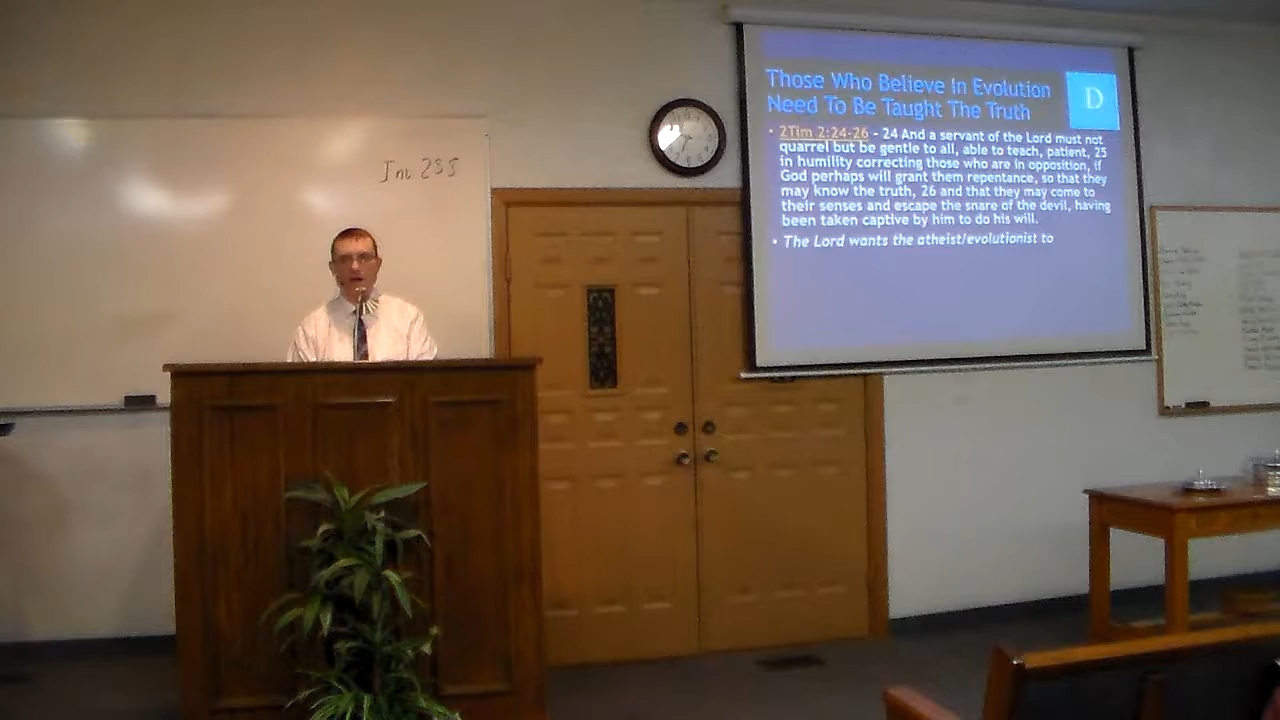 Inv 285
Those Who Believe In Evolution
Need To Be Taught The Truth
D
• 2Tim 2:24-26 - 24 And a servant of the Lord must not
quarrel but be gentle to all, able to teach, patient, 25
in humility correcting those who are in opposition, if
God perhaps will grant them repentance, so that they
may know the truth, 26 and that they may come to
their senses and escape the snare of the devil, having
been taken captive by him to do his will.
• The Lord wants the atheist/evolutionist to